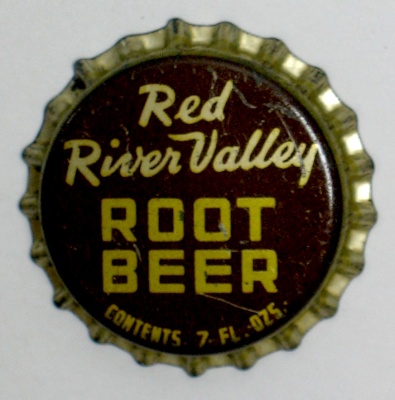 Red
River Valley
ROOT
BEER
CONTENTS 7 FL. OZS.